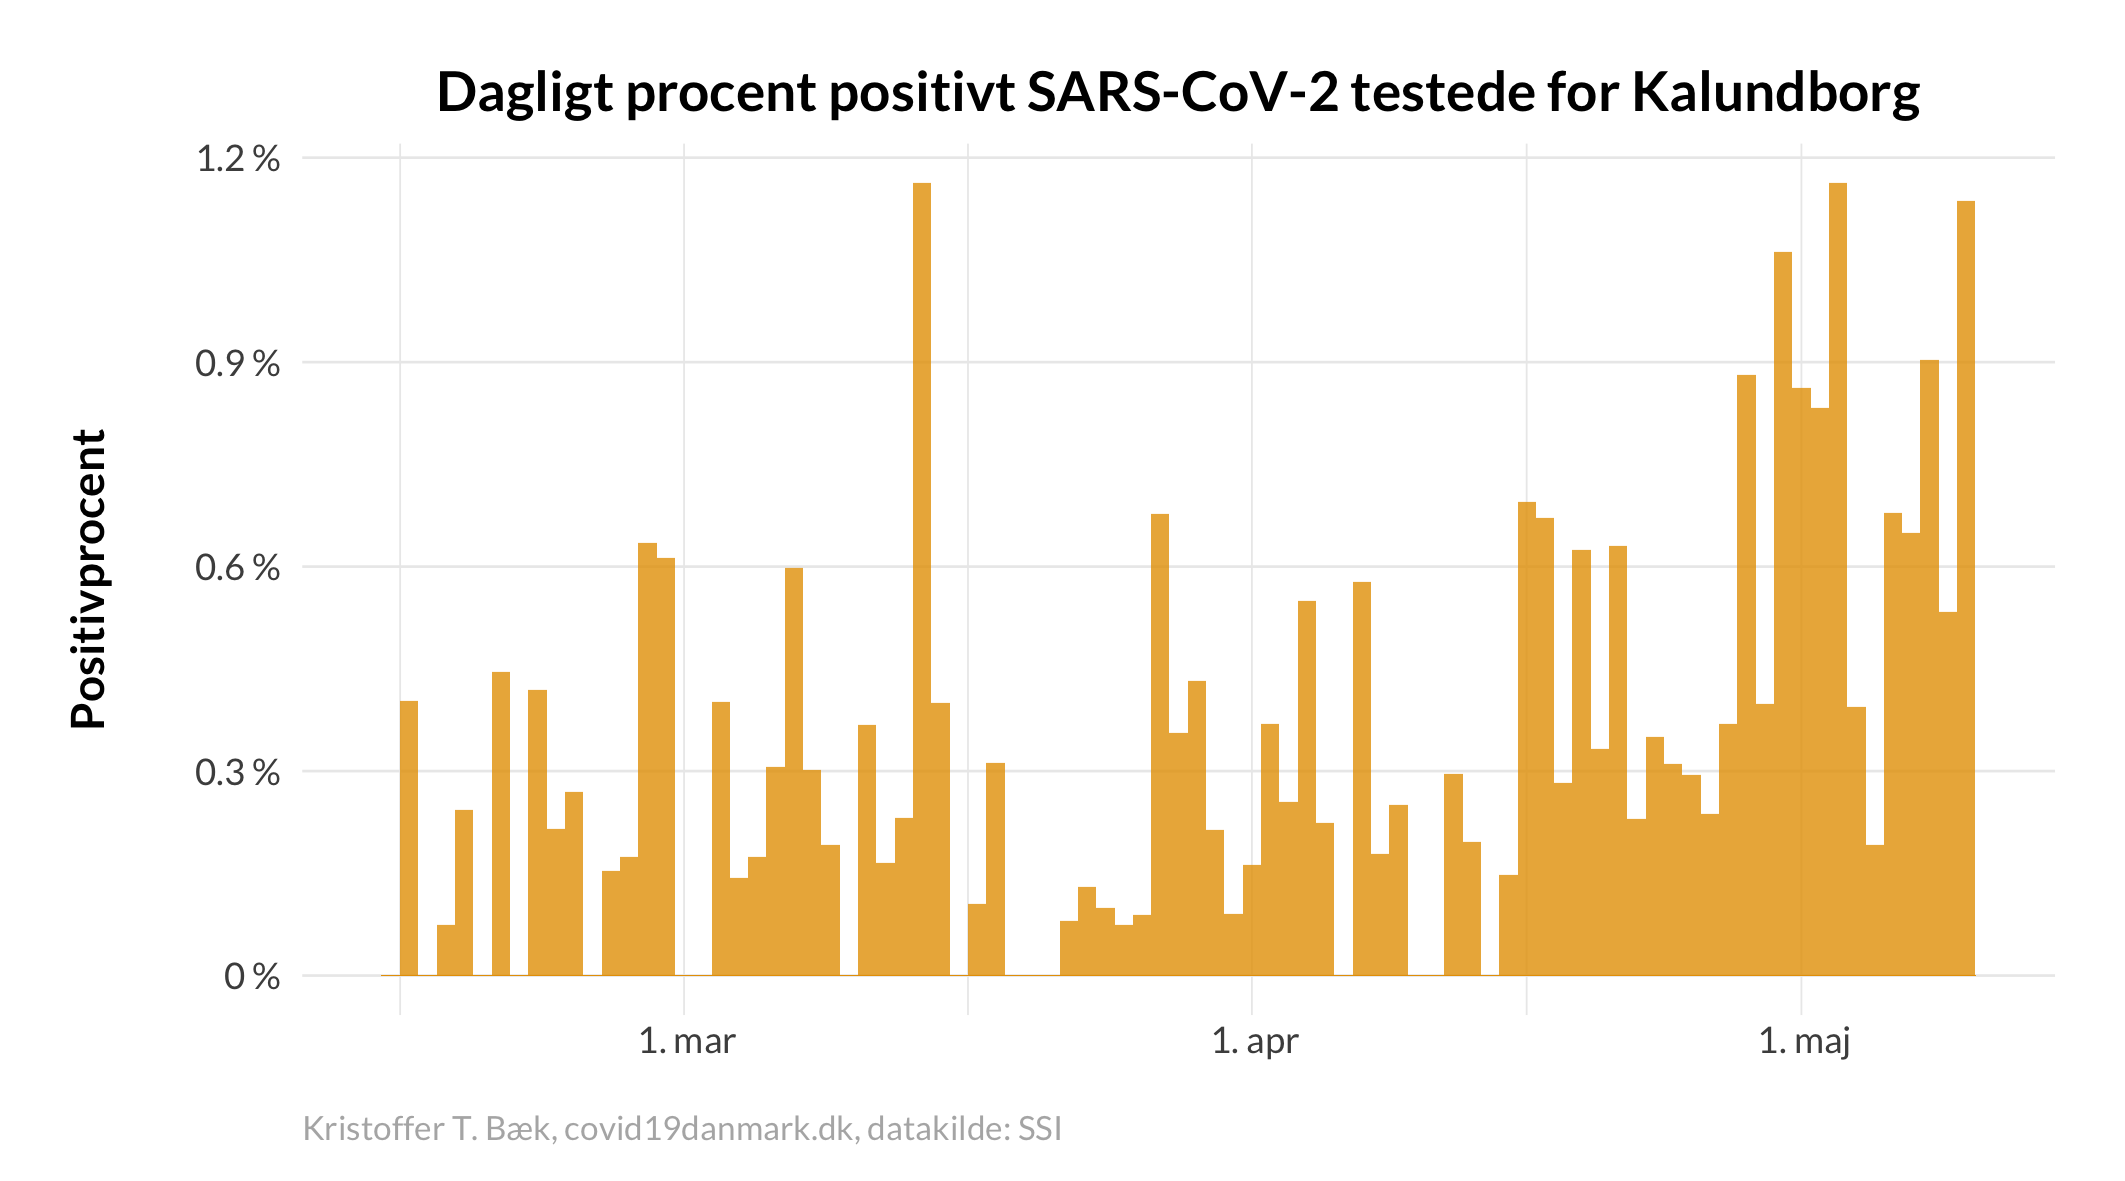 Dagligt procent positivt SARS-CoV-2 testede for Kalundborg
Positivprocent
1.2 %
0.9 %
0.6 %
0.3 %
0 %
1. mar
1. apr
1. maj
Kristoffer T. Bæk, covid19danmark.dk, datakilde: SSI